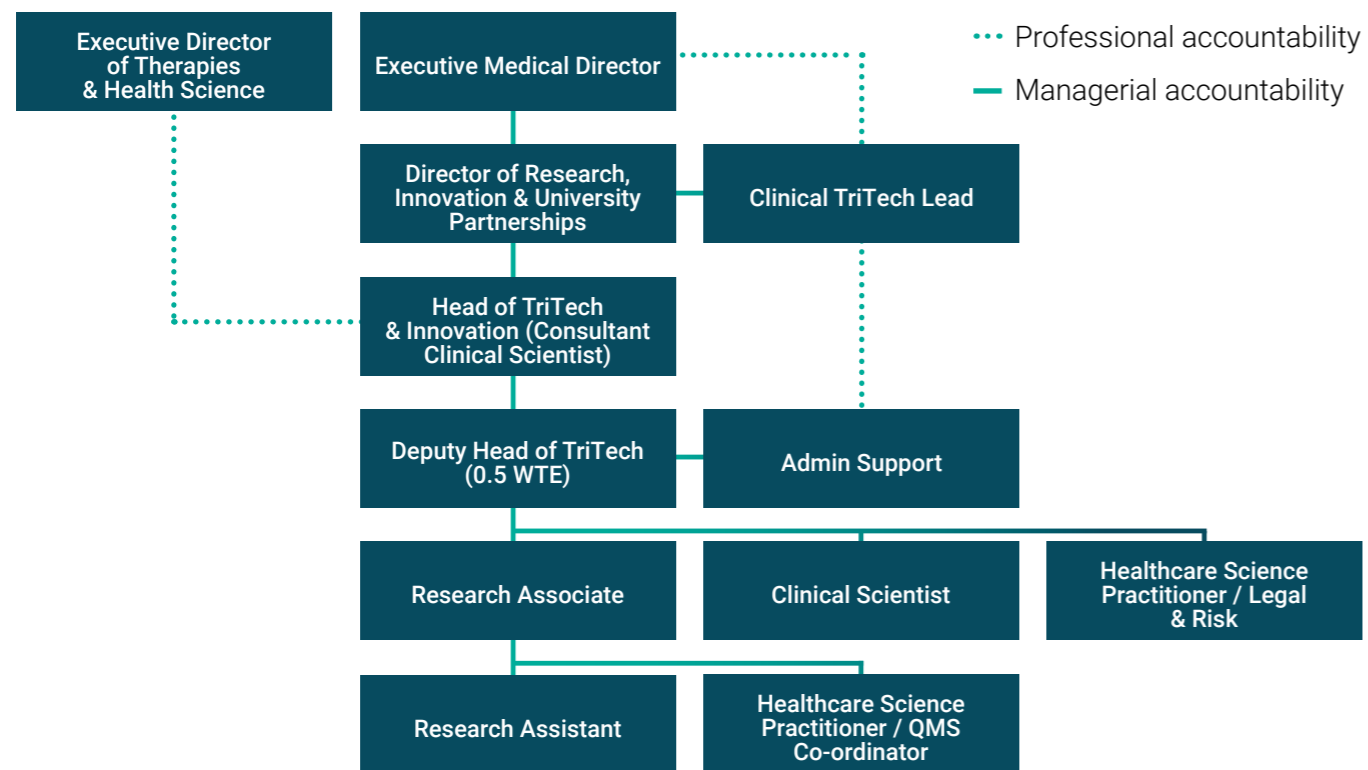 Executive Director
of Therapies
& Health Science
Executive Medical Director
Professional accountability
Managerial accountability
Director of Research,
Innovation & University
Partnerships
Clinical TriTech Lead
Head of TriTech
& Innovation (Consultant
Clinical Scientist)
Deputy Head of TriTech
(0.5 WTE)
Admin Support
Research Associate
Clinical Scientist
Healthcare Science
Practitioner / Legal
& Risk
Research Assistant
Healthcare Science
Practitioner / QMS
Co-ordinator